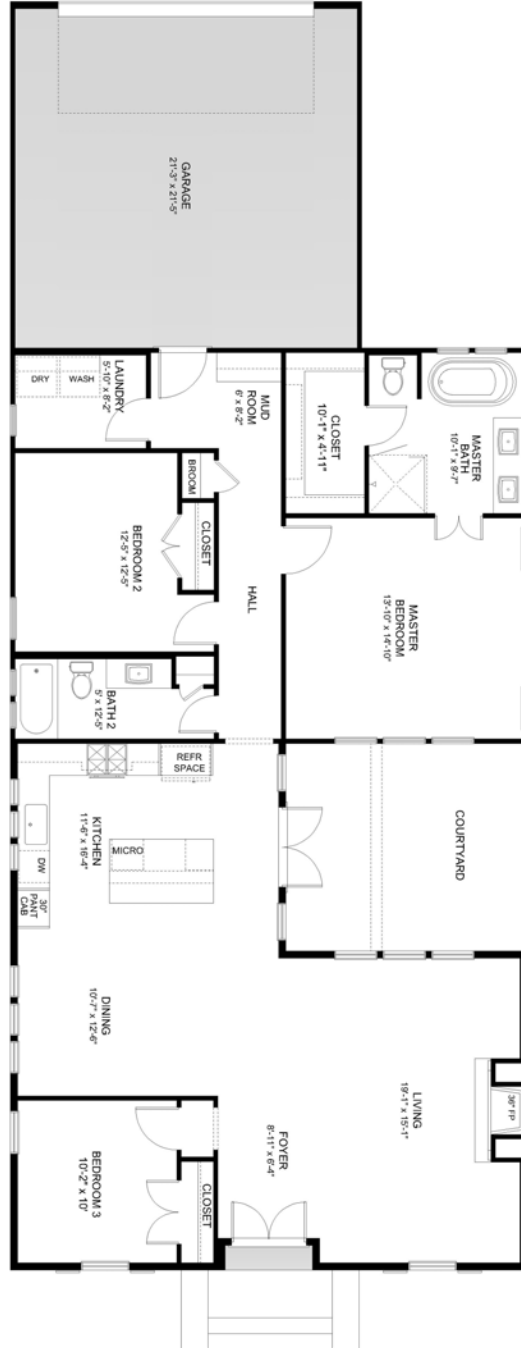 GARAGE
21'-3" x 21'-5"
LAUNDRY
5'-10" x 8'-2"
DRY
WASH
MUD
ROOM
6' x 8'-2"
CLOSET
10'-1" x 4'-11"
MASTER
BATH
10'-1" x 9'-7"
BROOM
CLOSET
BEDROOM 2
12'-5" x 12'-5"
HALL
MASTER
BEDROOM
13'-10" x 14'-10"
BATH 2
5' x 12'-5"
REFR
SPACE
KITCHEN
11'-6" x 16'-4"
MICRO
DW
30"
PANT
CAB
COURTYARD
DINING
10'-7" x 12'-6"
LIVING
19'-1" x 15'-1"
36" FP
FOYER
8'-11" x 6'-4"
BEDROOM 3
10'-2" x 10'
CLOSET